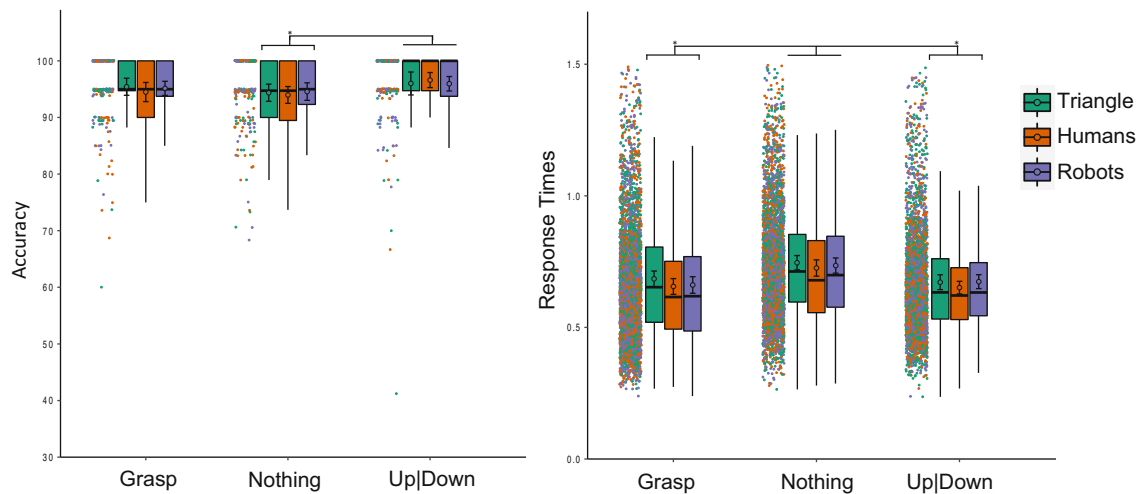 Accuracy
100
90
80
70
60
50
40
30
*
Grasp
Nothing
Up|Down
Response Times
1.5
1.0
0.5
0.0
*
*
Grasp
Nothing
Up|Down
Triangle
Humans
Robots